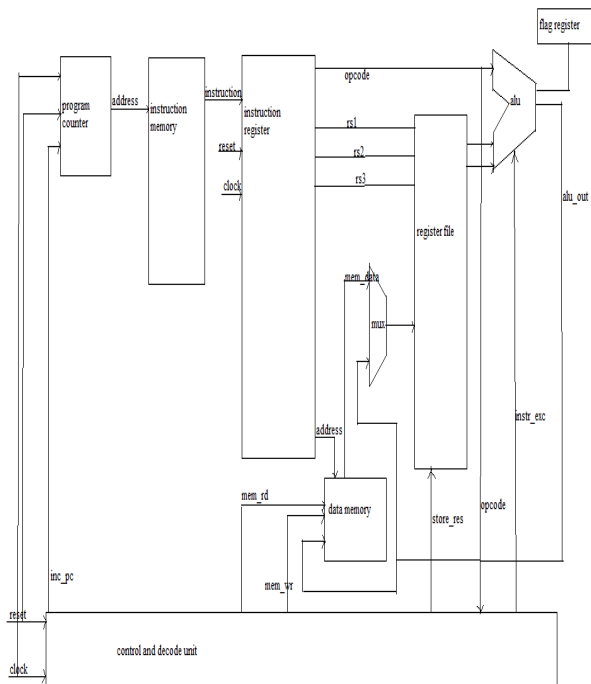 flag register
opcode
alu
program
counter
address
instruction
memory
instruction
instruction
register
rs1
reset
rs2
clock
rs3
alu_out
register file
mem_data
mux
instr_exc
address
mem_rd
data memory
store_res
opcode
inc_pc
mem_wr
reset
control and decode unit
clock